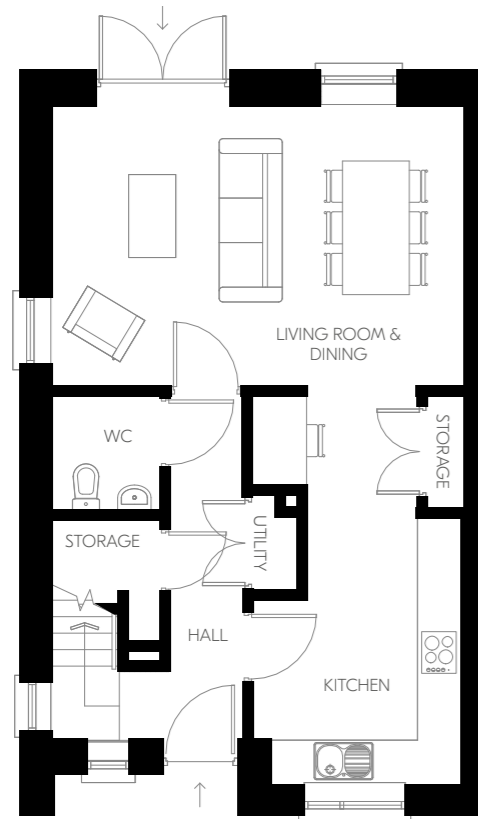 LIVING ROOM &
DINING
WC
STORAGE
STORAGE
UTILITY
HALL
KITCHEN